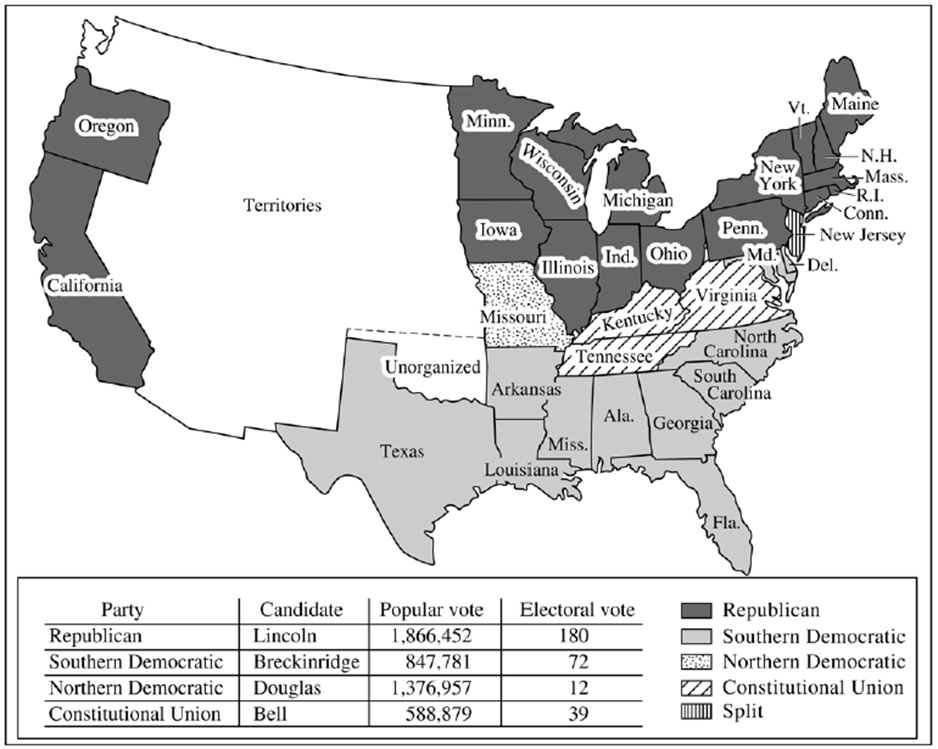 Oregon
California
Territories
Minn.
Wisconsin
Michigan
Iowa
Illinois
Ind.
Ohio
Missouri
Kentucky
Tennessee
Virginia
Penn.
New
York
Vt.
Maine
N.H.
Mass.
R.I.
Conn.
New Jersey
Md.
Del.
Unorganized
Arkansas
North
Carolina
South
Carolina
Texas
Louisiana
Miss.
Ala.
Georgia
Fla.
Party Candidate Popular vote Electoral vote
Republican Lincoln 1,866,452 180
Southern Democratic Breckinridge 847,781 72
Northern Democratic Douglas 1,376,957 12
Constitutional Union Bell 588,879 39
Republican
Southern Democratic
Northern Democratic
Constitutional Union
Split